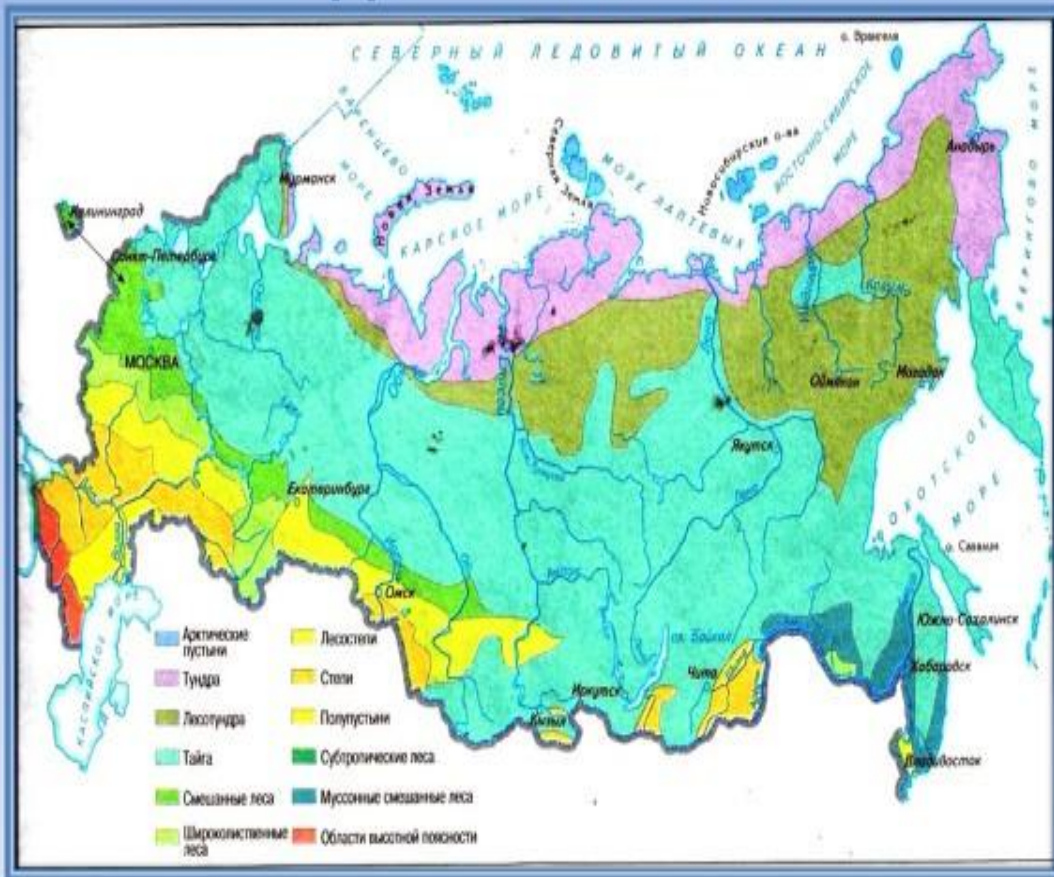 СЕВЕРНЫЙ ЛЕДОВИТЫЙ ОКЕАН
о. Врангеля
БАРЕНЦЕВО
МОРЕ
Мурманск
Новая Земля
КАРСКОЕ МОРЕ
Северная Земля
МОРЕ ЛАПТЕВЫХ
Новосибирские о-ва
ВОСТОЧНО-СИБИРСКОЕ
МОРЕ
Анадырь
БЕРИНГОВО МОРЕ
Калининград
Санкт-Петербург
МОСКВА
Колыма
Оймякон
Магадан
Якутск
Лена
Екатеринбург
ОХОТСКОЕ
МОРЕ
о. Сахалин
Омск
оз. Байкал
Южно-Сахалинск
Хабаровск
Чита
Иркутск
Кызыл
Владивосток
КАСПИЙСКОЕ МОРЕ
Арктические
пустыни
Тундра
Лесотундра
Тайга
Смешанные леса
Широколиственные
леса
Лесостепи
Степи
Полупустыни
Субтропические леса
Муссонные смешанные леса
Области высотной поясности